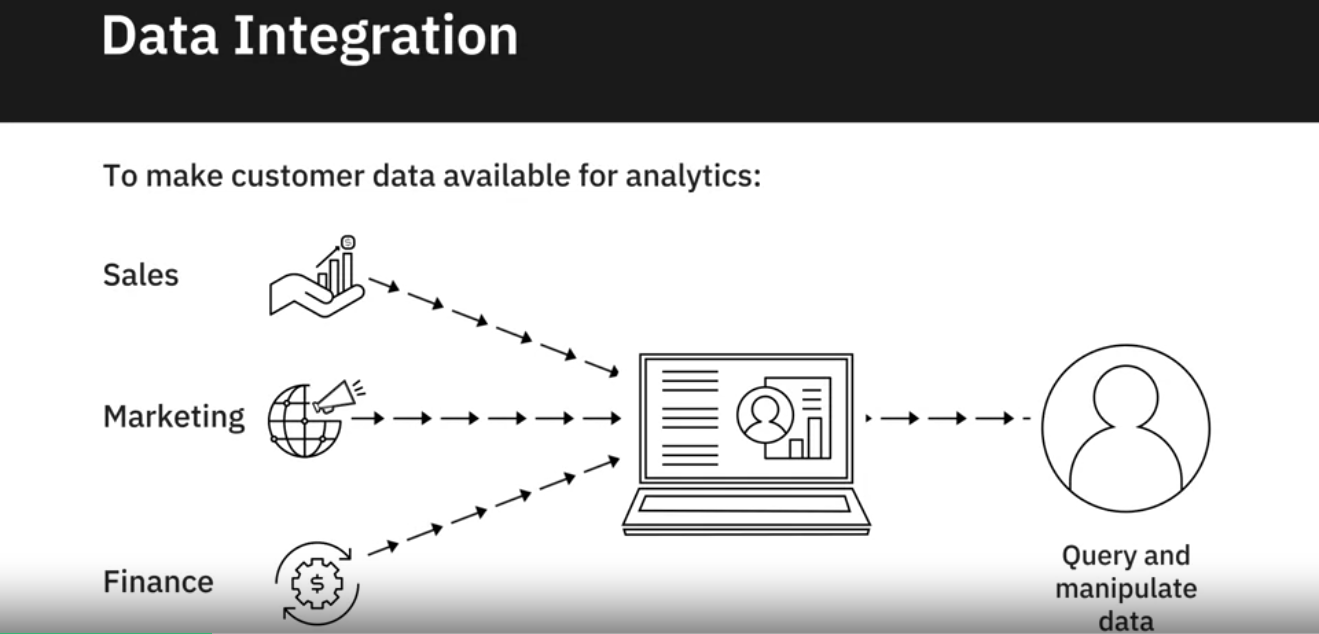 Data Integration
To make customer data available for analytics:
Sales
Marketing
Finance
$
Query and
manipulate
data